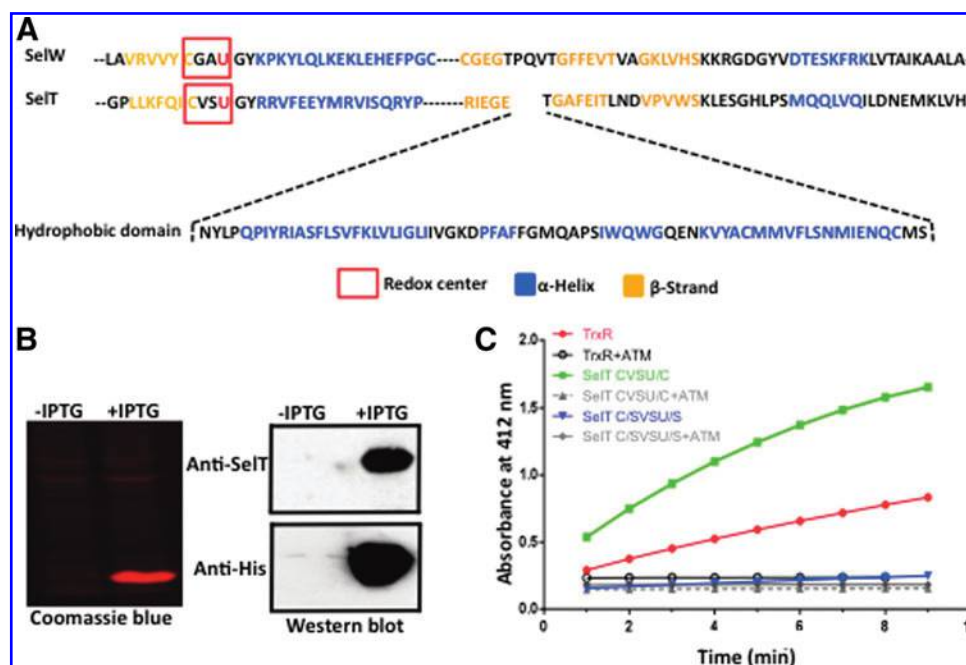 A
SelW
--LAVRVVYCGAUGYKPKYLQLKEKLEHEFPGC----CGEGTPQVTGFFEVTVAGKLVHSKKRGDGYVDTESKFRKLVTAIKAALA
SelT
--GPLLKFQICVSUGYRRVFEEYMRVISQRYP-------RIEGE TGAFEITLNDVPVWSKLESGHLPSMQQLVQILDNEMKLVH
Hydrophobic domain NYLPQPIYRIASFLSVFKLVLIGLIIVGKDPFAFFGMQAPSIWQWGQENKVYACMMVFLSNMIENQCMS
Redox center α-Helix β-Strand
B
-IPTG +IPTG
Coomassie blue
-IPTG +IPTG
Anti-SelT
Anti-His
Western blot
C
TrxR
TrxR+ATM
SelT CVSU/C
SelT CVSU/C+ATM
SelT C/SVSU/S
SelT C/SVSU/S+ATM
Absorbance at 412 nm
2.0
1.5
1.0
0.5
0.0
0 2 4 6 8 1
Time (min)